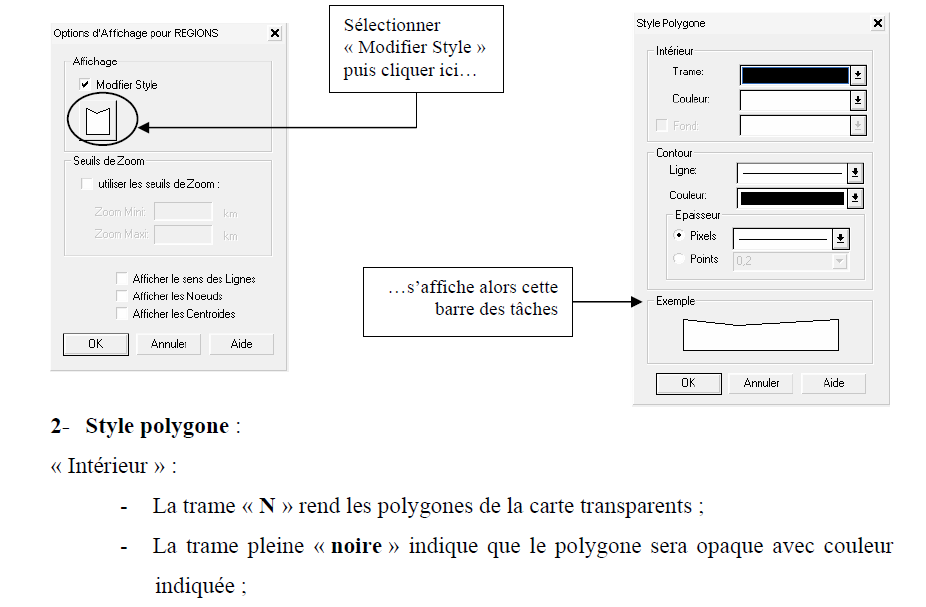 Options d'Affichage pour REGIONS
Affichage
Modifier Style
Seuils de Zoom
utiliser les seuils de Zoom :
Zoom Mini: km
Zoom Maxi: km
Afficher le sens des Lignes
Afficher les Noeuds
Afficher les Centroides
OK Annuler Aide
Sélectionner
« Modifier Style »
puis cliquer ici…
…s'affiche alors cette
barre des tâches
Style Polygone
Intérieur
Trame:
Couleur:
Fond:
Contour
Ligne:
Couleur:
Epaisseur
Pixels
Points 0,2
Exemple
OK Annuler Aide
2- Style polygone :
« Intérieur » :
- La trame « N » rend les polygones de la carte transparents ;
- La trame pleine « noire » indique que le polygone sera opaque avec couleur
indiquée ;